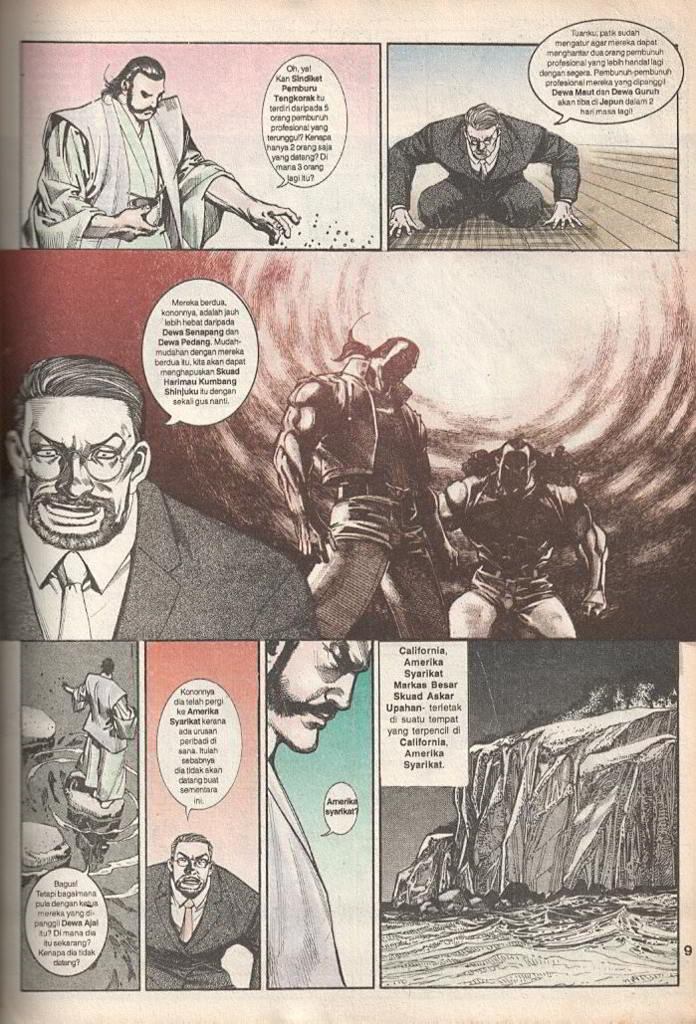 Oh, ya!
Kan Sindiket
Pemburu
Tengkorak itu
terdiri daripada 5
orang pembunuh
profesional yang
terunggul? Kenapa
hanya 2 orang saja
yang datang? Di
mana 3 orang
lagi itu?
Tuanku, patik sudah
mengatur agar mereka dapat
menghantar dua orang pembunuh
profesional yang lebih handal lagi
dengan segera. Pembunuh-pembunuh
profesional mereka yang dipanggil
Dewa Maut dan Dewa Guruh
akan tiba di Jepun dalam 2
hari masa lagi!
Mereka berdua,
kononnya, adalah jauh
lebih hebat daripada
Dewa Senapang dan
Dewa Pedang. Mudah-
mudahan dengan mereka
berdua itu, kita akan dapat
menghapuskan Skuad
Harimau Kumbang
Shinjuku itu dengan
sekali gus nanti.
Bagus!
Tetapi bagaimana
pula dengan ketua
mereka yang di-
panggil Dewa Ajal
itu? Di mana dia
itu sekarang?
Kenapa dia tidak
datang?
Kononnya
dia telah pergi
ke Amerika
Syarikat kerana
ada urusan
peribadi di
sana. Itulah
sebabnya
dia tidak akan
datang buat
sementara
ini.
Amerika
syarikat?
California,
Amerika
Syarikat
Markas Besar
Skuad Askar
Upahan- terletak
di suatu tempat
yang terpencil di
California,
Amerika
Syarikat.
9